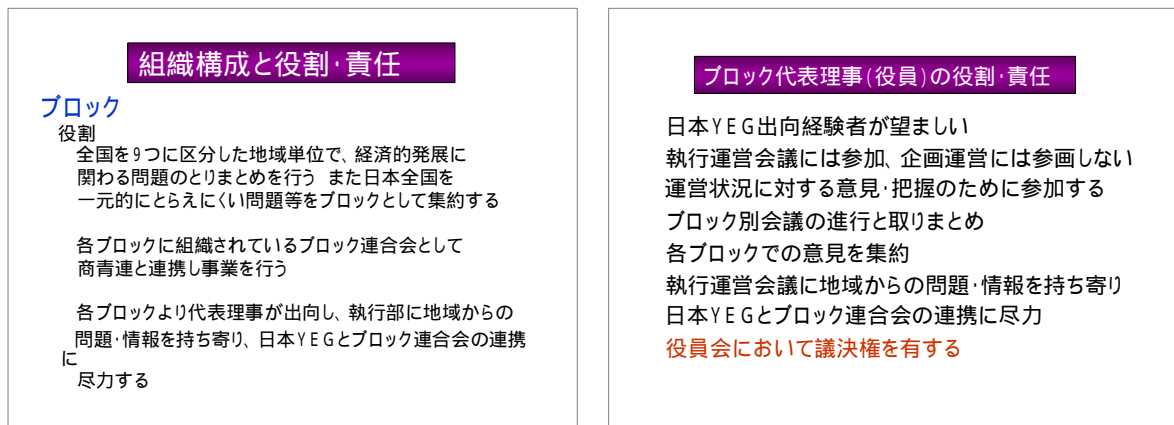 組織構成と役割・責任
ブロック
役割
全国を9つに区分した地域単位で、経済的発展に
関わる問題のとりまとめを行う また日本全国を
一元的にとらえにくい問題等をブロックとして集約する
各ブロックに組織されているブロック連合会として
商青連と連携し事業を行う
各ブロックより代表理事が出向し、執行部に地域からの
問題・情報を持ち寄り、日本YEGとブロック連合会の連携
に
尽力する
ブロック代表理事(役員)の役割・責任
日本YEG出向経験者が望ましい
執行運営会議には参加、企画運営には参画しない
運営状況に対する意見・把握のために参加する
ブロック別会議の進行と取りまとめ
各ブロックでの意見を集約
執行運営会議に地域からの問題・情報を持ち寄り
日本YEGとブロック連合会の連携に尽力
役員会において議決権を有する